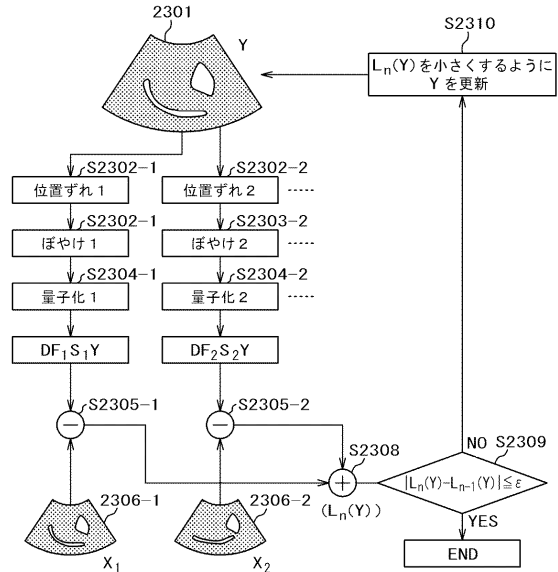 2301
Y
S2310
Lₙ(Y)を小さくするように
Yを更新
S2302-1
位置ずれ1
S2302-2
位置ずれ2
S2302-1
ぼやけ1
S2303-2
ぼやけ2
S2304-1
量子化1
S2304-2
量子化2
DF₁S₁Y
DF₂S₂Y
S2305-1
S2305-2
S2308
(Lₙ(Y))
NO
S2309
|Lₙ(Y)-Lₙ₋₁(Y)|≦ε
YES
END
2306-1
X₁
2306-2
X₂